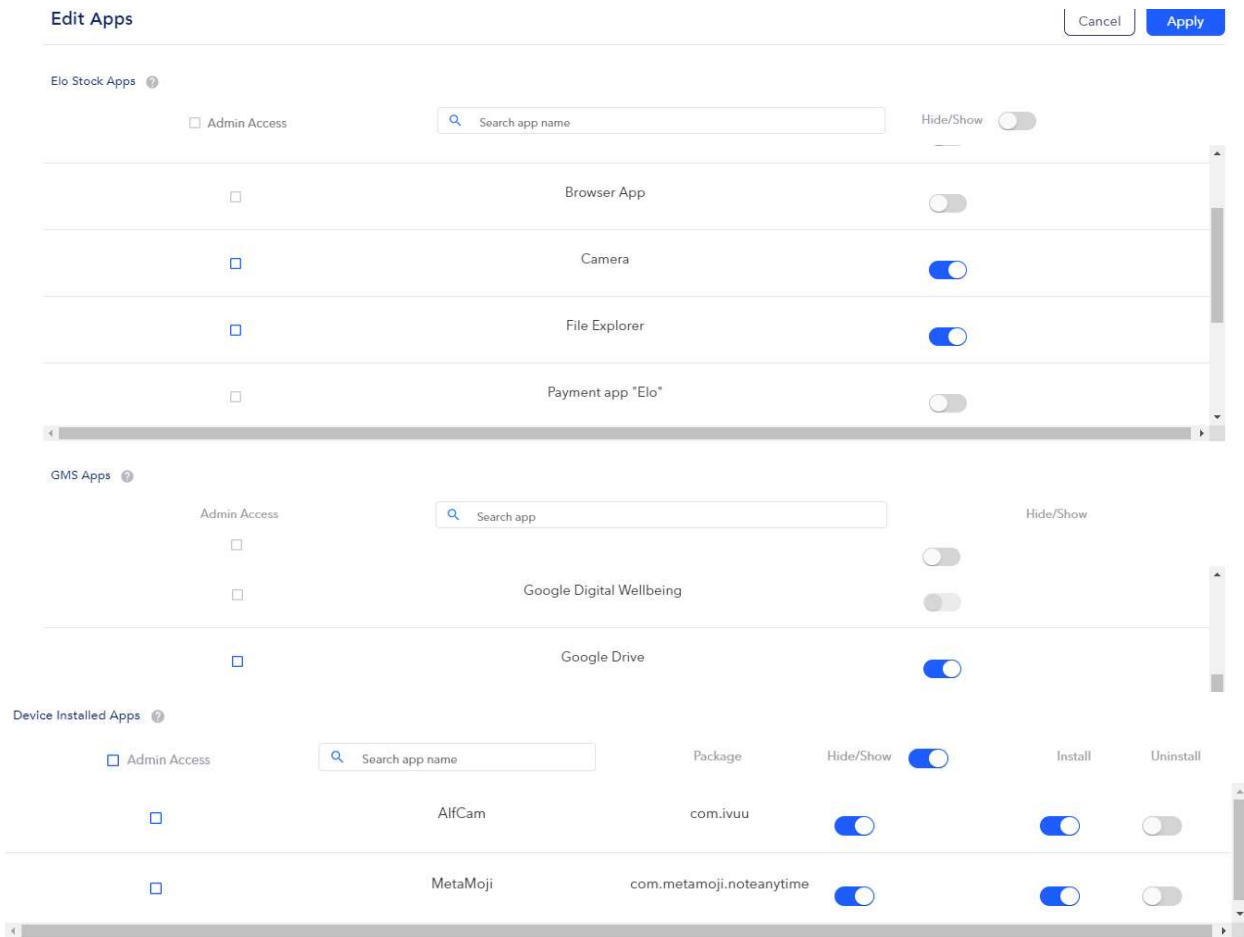 Edit Apps
Cancel
Apply
Elo Stock Apps ?
Admin Access
Search app name
Hide/Show
Browser App
Camera
File Explorer
Payment app "Elo"
GMS Apps ?
Admin Access
Search app
Hide/Show
Google Digital Wellbeing
Google Drive
Device Installed Apps ?
Admin Access
Search app name
Package
Hide/Show
Install
Uninstall
AlfCam
com.ivuu
MetaMoji
com.metamoji.noteanytime